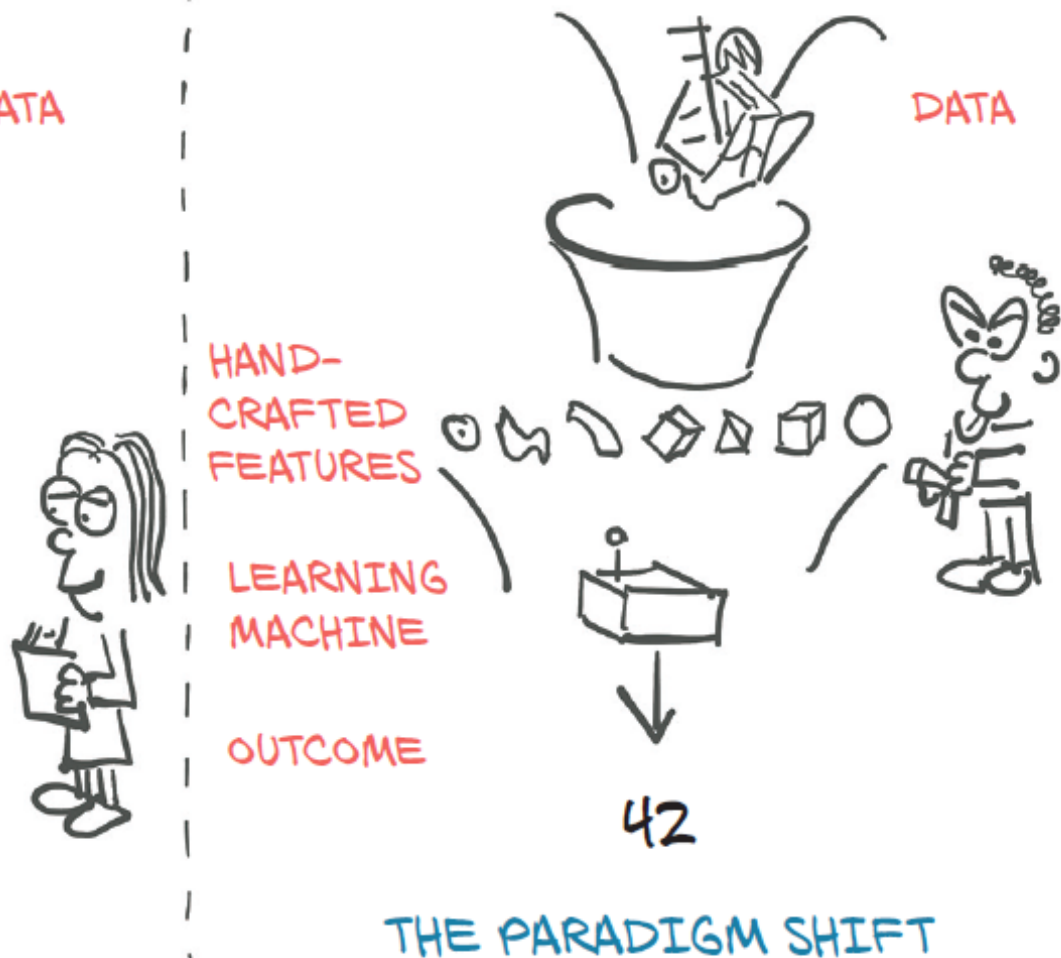 ATA
DATA
HAND-
CRAFTED
FEATURES
LEARNING
MACHINE
OUTCOME
42
THE PARADIGM SHIFT